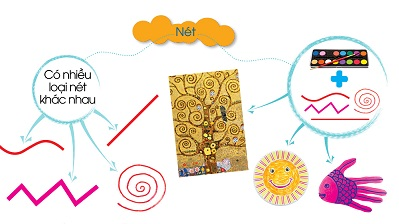 Nét
Có nhiều
loại nét
khác nhau